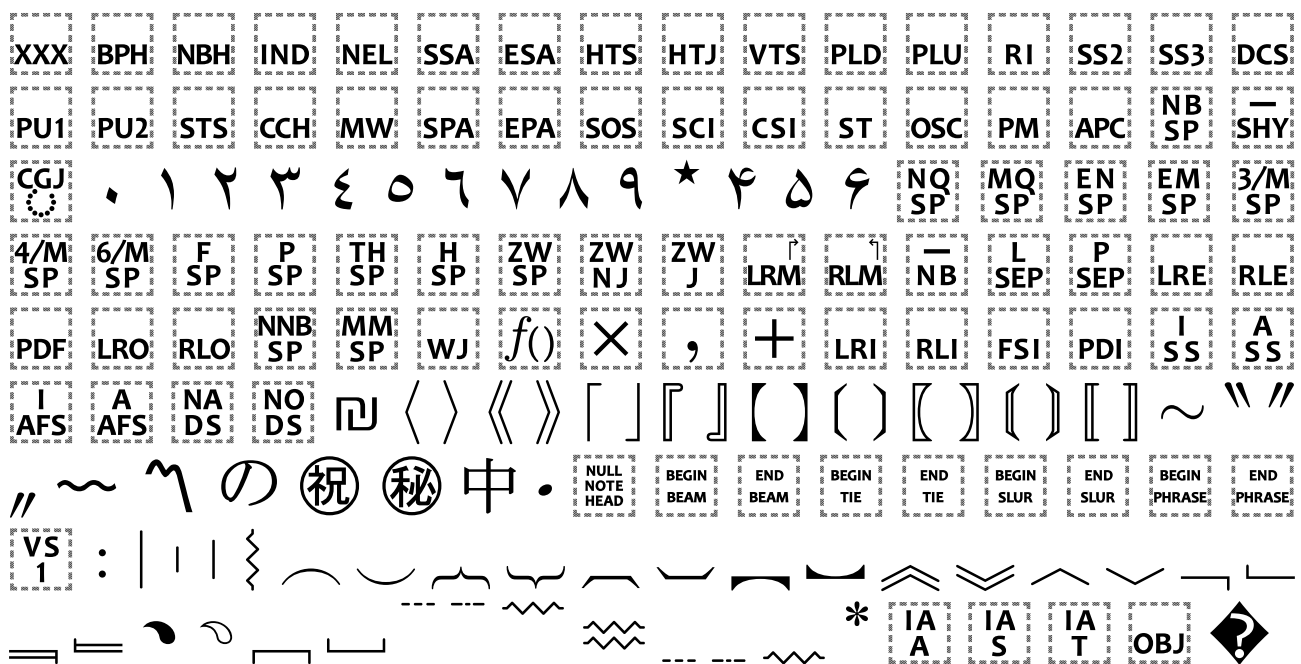 XXX BPH NBH IND NEL SSA ESA HTS HTJ VTS PLD PLU RI SS2 SS3 DCS
PU1 PU2 STS CCH MW SPA EPA SOS SCI CSI ST OSC PM APC NB SP — SHY
CGJ ٠ ١ ٢ ٣ ٤ ٥ ٦ ٧ ٨ ٩ ★ ۴ ۵ ۶ NQ SP MQ SP EN SP EM SP 3/M SP
4/M SP 6/M SP F SP P SP TH SP H SP ZW SP ZW NJ ZW J LRM RLM — NB L SEP P SEP LRE RLE
PDF LRO RLO NNB SP MM SP WJ f() × , + LRI RLI FSI PDI I S S A S S
I AFS A AFS NA DS NO DS ₪ 〈 〉 《 》 「 」 『 』 【 】 〔 〕 〖 〗 〘 〙 〚 〛 〜 〝 〞
〟 〰 〽 の ㊗ ㊙ 中 · NULL NOTE HEAD BEGIN BEAM END BEAM BEGIN TIE END TIE BEGIN SLUR END SLUR BEGIN PHRASE END PHRASE
VS 1 : ︵ ︶ ︷ ︸ ︹ ︺ ︻ ︼ ︽ ︾ ︿ ﹀ ﹁ ﹂
﹃ ﹄ ﹅ ﹆ ﹇ ﹈ * IA A IA S IA T OBJ �